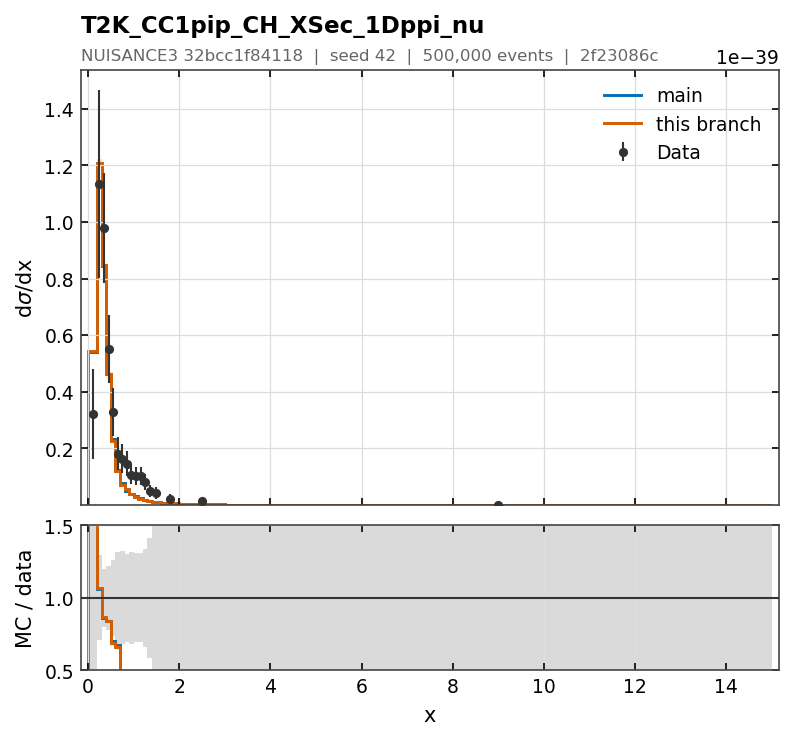 T2K_CC1pip_CH_XSec_1Dppi_nu
NUISANCE3 32bcc1f84118 | seed 42 | 500,000 events | 2f23086c
1e−39
main
this branch
Data
1.4
1.2
1.0
0.8
0.6
0.4
0.2
dσ/dx
1.5
1.0
0.5
MC / data
0 2 4 6 8 10 12 14
x